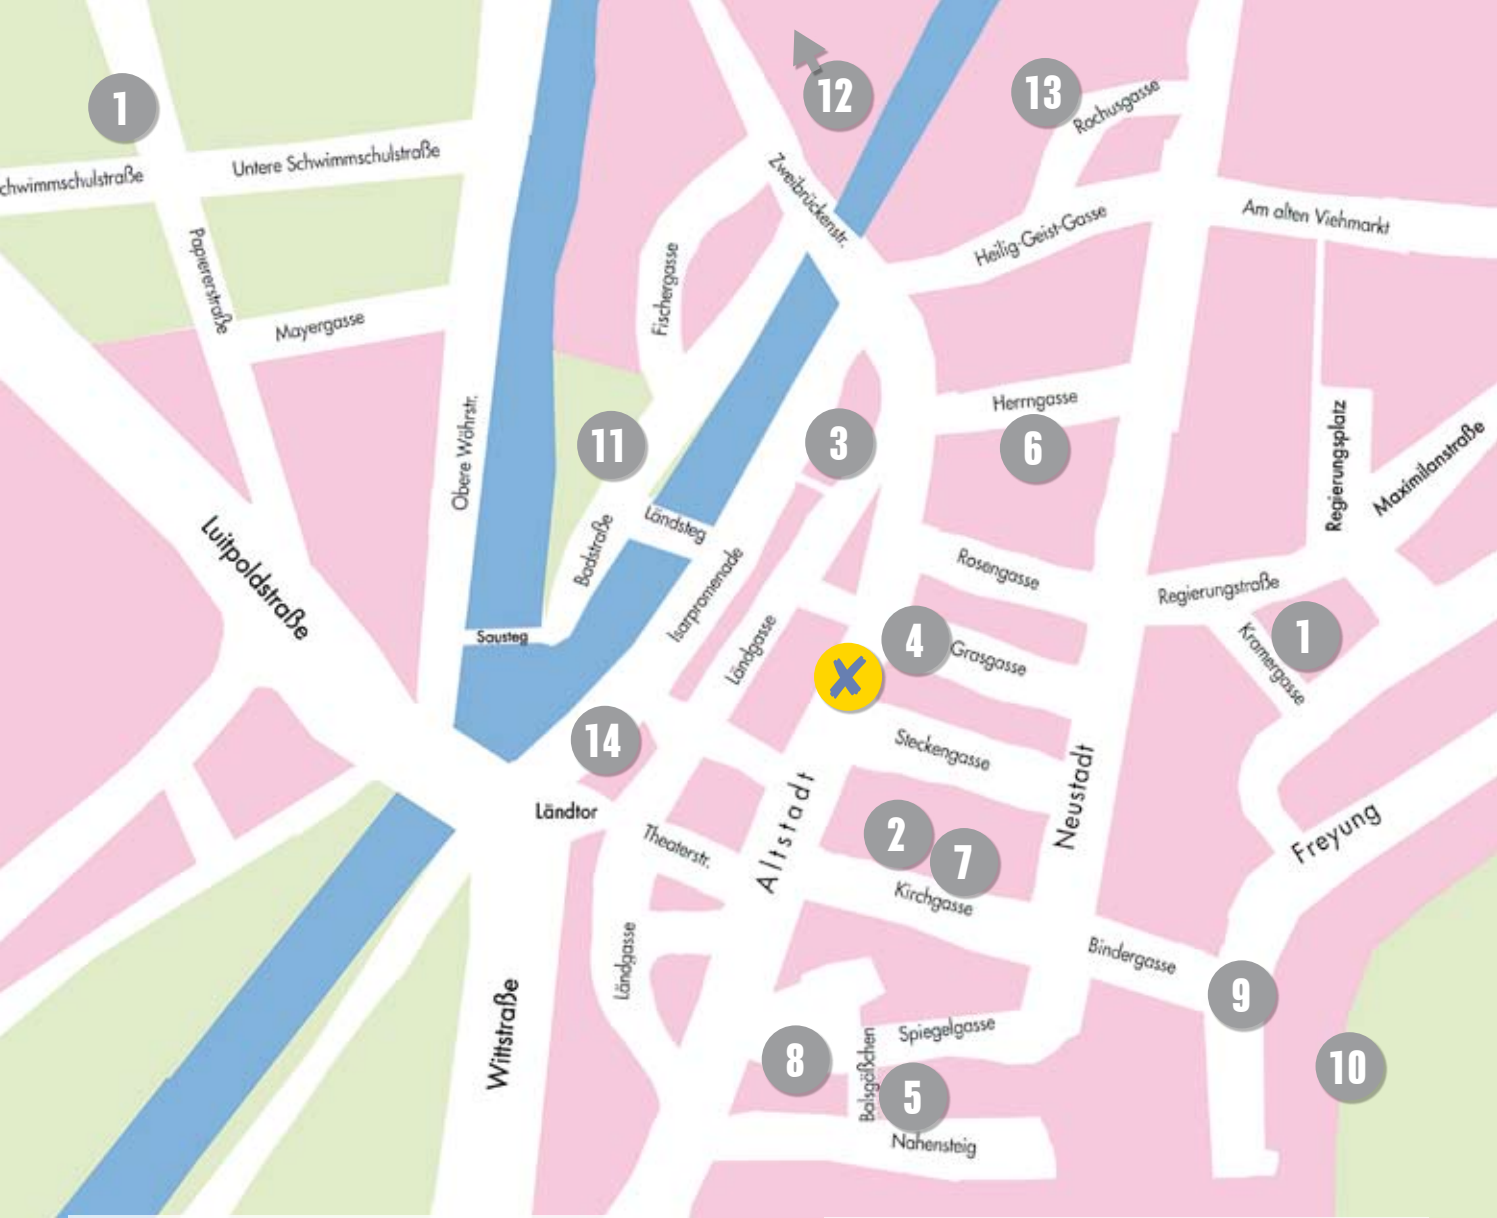 12
13
1
Rochusgasse
Untere Schwimmschulstraße
chwimmschulstraße
Zweibrückenstr.
Am alten Viehmarkt
Heilig-Geist-Gasse
Papiererstraße
Fischergasse
Mayergasse
Herrngasse
Obere Wöhrstr.
11
3
6
Regierungsplatz
Maximilanstraße
Ländsteg
Badstraße
Luitpoldstraße
Rosengasse
Regierungstraße
Isarpromenade
Sausteg
Ländgasse
4
Grasgasse
Kramergasse
1
X
14
Steckengasse
Neustadt
Ländtor
Altstadt
Theaterstr.
2
7
Freyung
Kirchgasse
Ländgasse
Bindergasse
9
Wittstraße
Spiegelgasse
8
Balsgäßchen
5
10
Nahensteig